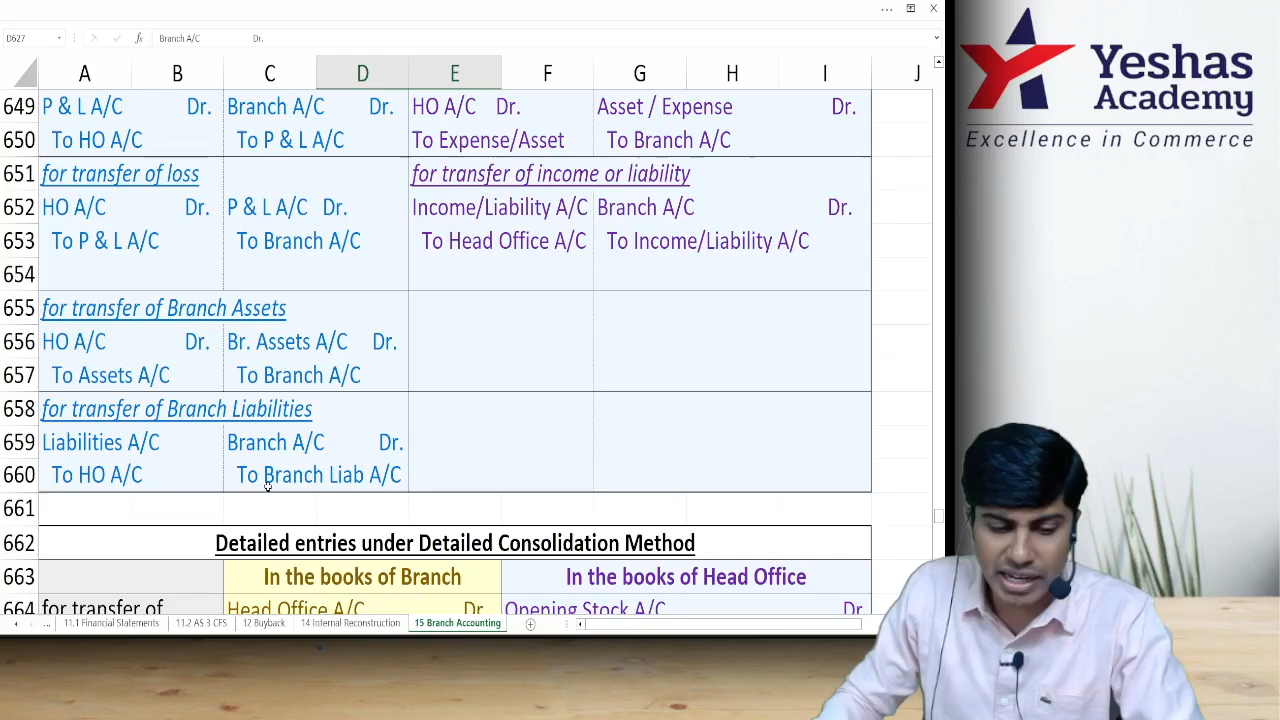 D627 Branch A/C Dr.
Yeshas
Academy
Excellence in Commerce
A B C D E F G H I J
649 P & L A/C Dr. Branch A/C Dr. HO A/C Dr. Asset / Expense Dr.
650 To HO A/C To P & L A/C To Expense/Asset To Branch A/C
651 for transfer of loss for transfer of income or liability
652 HO A/C Dr. P & L A/C Dr. Income/Liability A/C Branch A/C Dr.
653 To P & L A/C To Branch A/C To Head Office A/C To Income/Liability A/C
654
655 for transfer of Branch Assets
656 HO A/C Dr. Br. Assets A/C Dr.
657 To Assets A/C To Branch A/C
658 for transfer of Branch Liabilities
659 Liabilities A/C Branch A/C Dr.
660 To HO A/C To Branch Liab A/C
661
662 Detailed entries under Detailed Consolidation Method
663 In the books of Branch In the books of Head Office
664 for transfer of Head Office A/C Dr Opening Stock A/C Dr
... 11.1 Financial Statements 11.2 AS 3 CFS 12 Buyback 14 Internal Reconstruction 15 Branch Accounting